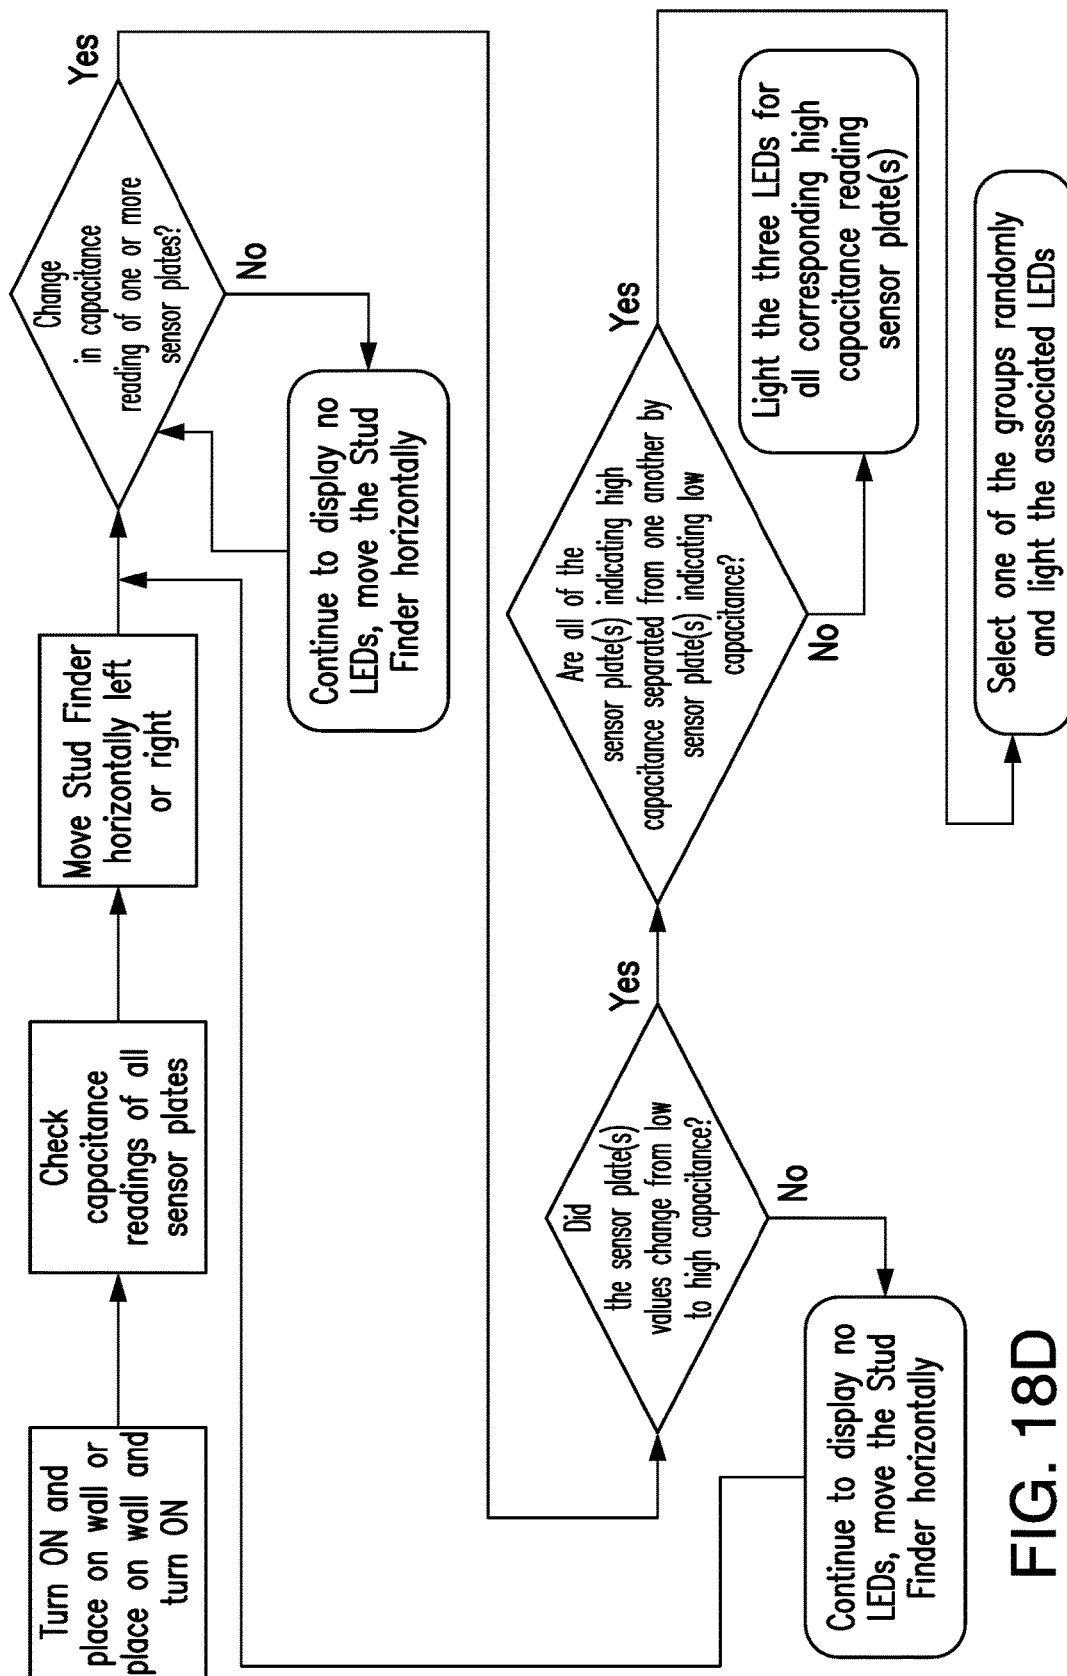 Turn ON and
place on wall or
place on wall and
turn ON
Check
capacitance
readings of all
sensor plates
Move Stud Finder
horizontally left
or right
Change
in capacitance
reading of one or more
sensor plates?
Yes
No
Continue to display no
LEDs, move the Stud
Finder horizontally
Did
the sensor plate(s)
values change from low
to high capacitance?
Yes
No
Continue to display no
LEDs, move the Stud
Finder horizontally
Are all of the
sensor plate(s) indicating high
capacitance separated from one another by
sensor plate(s) indicating low
capacitance?
Yes
No
Light the three LEDs for
all corresponding high
capacitance reading
sensor plate(s)
Select one of the groups randomly
and light the associated LEDs
FIG. 18D